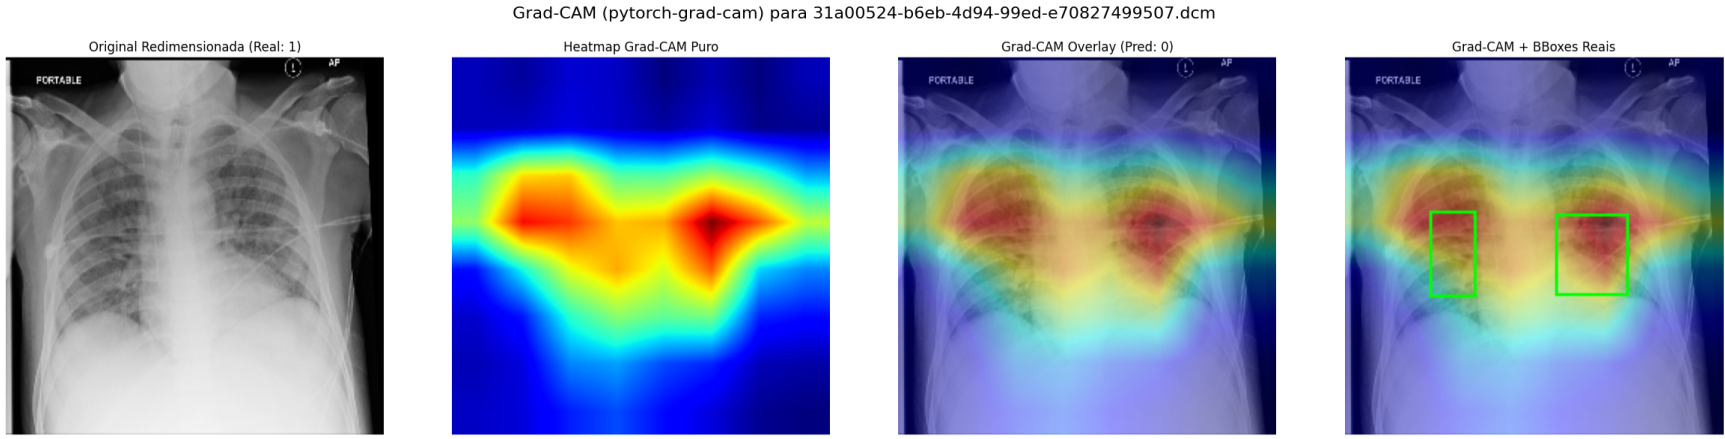 Grad-CAM (pytorch-grad-cam) para 31a00524-b6eb-4d94-99ed-e70827499507.dcm
Original Redimensionada (Real: 1)
Heatmap Grad-CAM Puro
Grad-CAM Overlay (Pred: 0)
Grad-CAM + BBoxes Reais
PORTABLE
L
AP
PORTABLE
L
AP
PORTABLE
L
AP